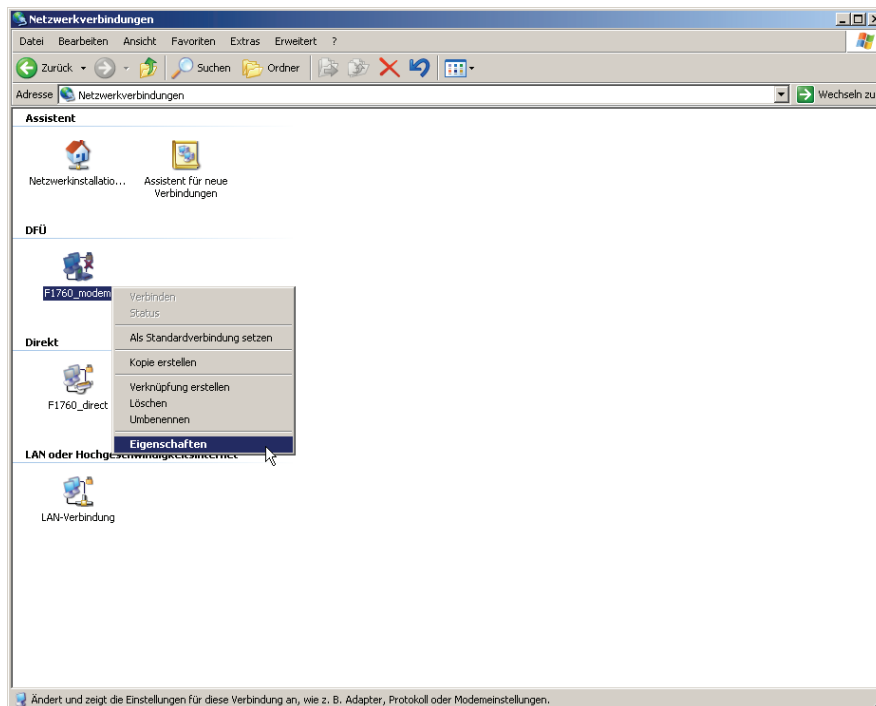 Netzwerkverbindungen
Datei Bearbeiten Ansicht Favoriten Extras Erweitert ?
Zurück Suchen Ordner
Adresse Netzwerkverbindungen Wechseln zu
Assistent
Netzwerkinstallatio... Assistent für neue
Verbindungen
DFÜ
F1760_modem
Verbinden
Status
Als Standardverbindung setzen
Direkt
Kopie erstellen
Verknüpfung erstellen
F1760_direct
Löschen
Umbenennen
Eigenschaften
LAN oder Hochgeschwindigkeitsinternet
LAN-Verbindung
Ändert und zeigt die Einstellungen für diese Verbindung an, wie z. B. Adapter, Protokoll oder Modemeinstellungen.